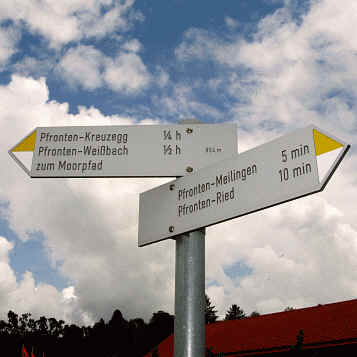 Pfronten-Kreuzegg ¼ h
Pfronten-Weißbach ½ h
zum Moorpfad
Pfronten-Meilingen 5 min
Pfronten-Ried 10 min